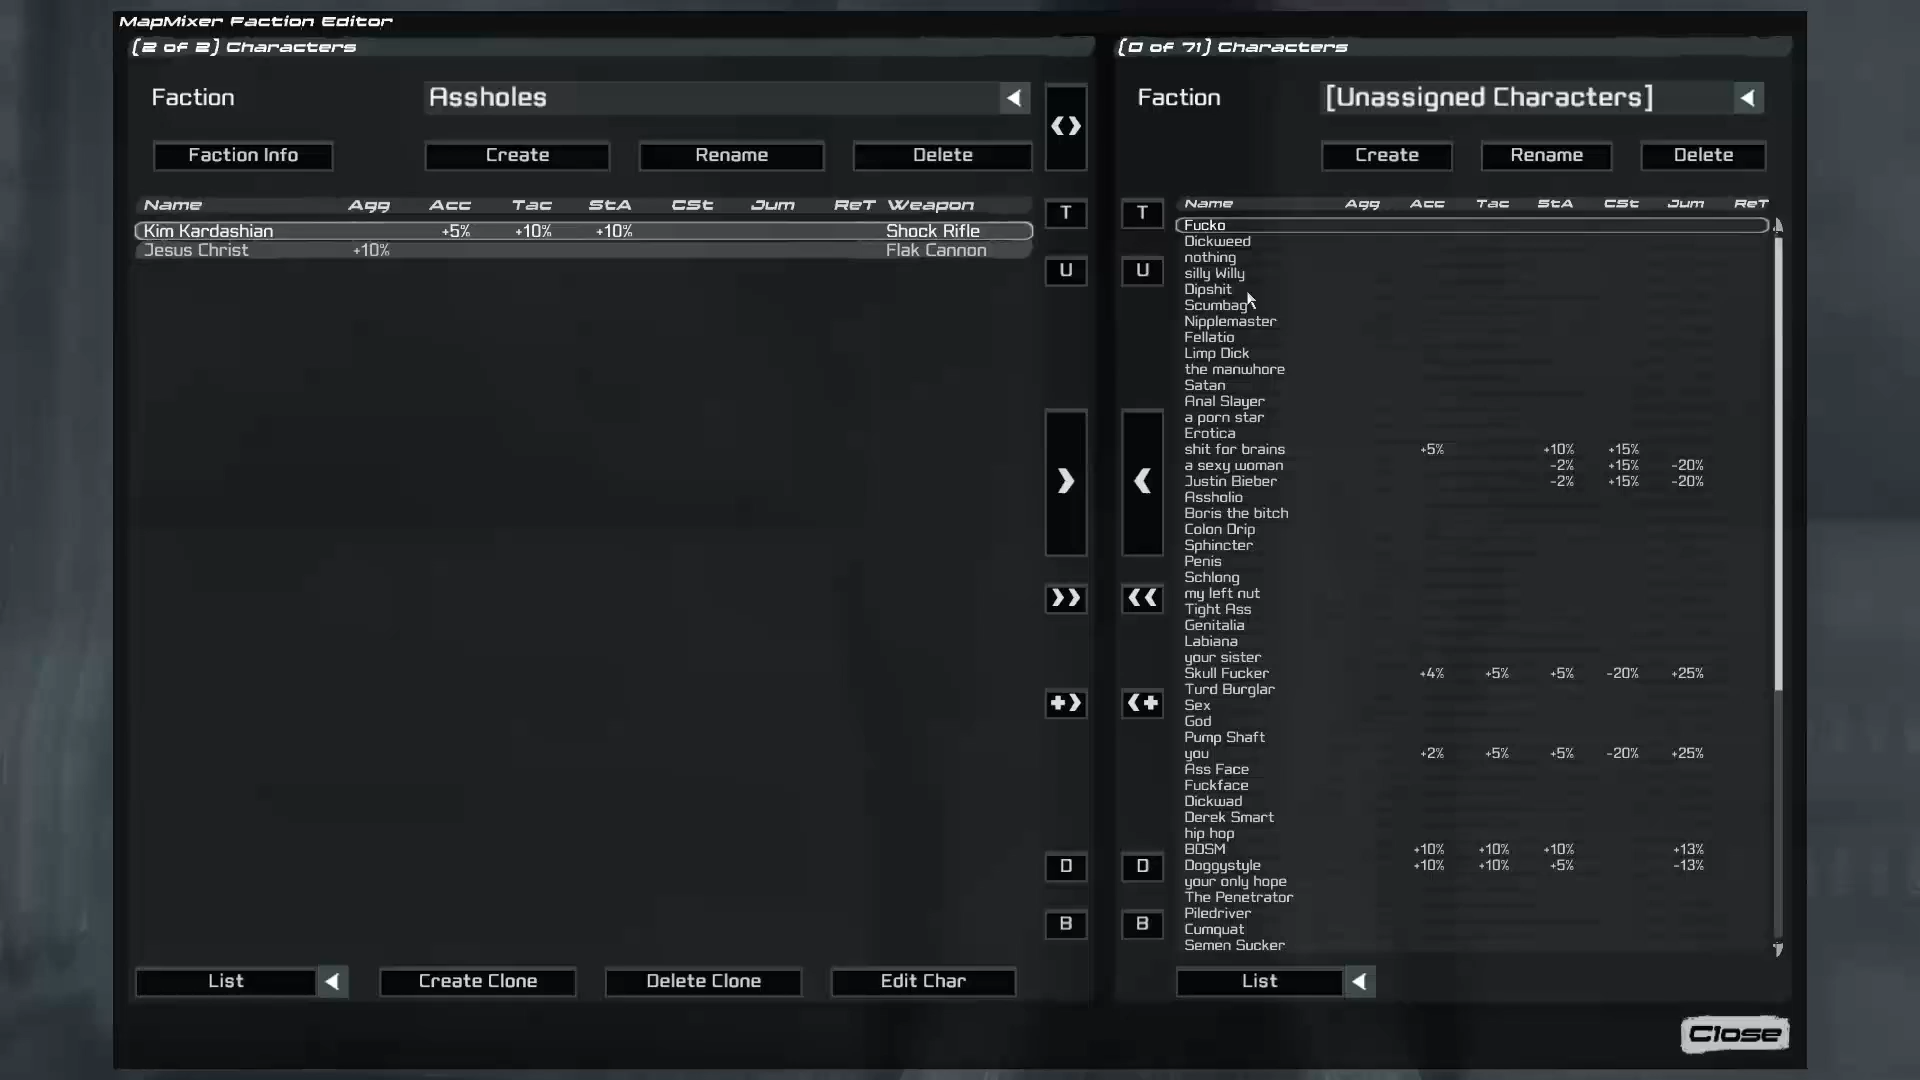 MapMixer Faction Editor
(2 of 2) Characters
Faction Assholes
Faction Info Create Rename Delete
Name Agg Acc Tac StA CSt Jum ReT Weapon
Kim Kardashian +5% +10% +10% Shock Rifle
Jesus Christ +10% Flak Cannon
List Create Clone Delete Clone Edit Char
T
U
D
B
T
U
D
B
(0 of 71) Characters
Faction [Unassigned Characters]
Create Rename Delete
Name Agg Acc Tac StA CSt Jum ReT
Fucko
Dickweed
nothing
silly Willy
Dipshit
Scumbag
Nipplemaster
Fellatio
Limp Dick
the manwhore
Satan
Anal Slayer
a porn star
Erotica
shit for brains +5% +10% +15%
a sexy woman -2% +15% -20%
Justin Bieber -2% +15% -20%
Assholio
Boris the bitch
Colon Drip
Sphincter
Penis
Schlong
my left nut
Tight Ass
Genitalia
Labiana
your sister
Skull Fucker +4% +5% +5% -20% +25%
Turd Burglar
Sex
God
Pump Shaft
you +2% +5% +5% -20% +25%
Ass Face
Fuckface
Dickwad
Derek Smart
hip hop
BDSM +10% +10% +10% +13%
Doggystyle +10% +10% +5% -13%
your only hope
The Penetrator
Piledriver
Cumquat
Semen Sucker
List
Close